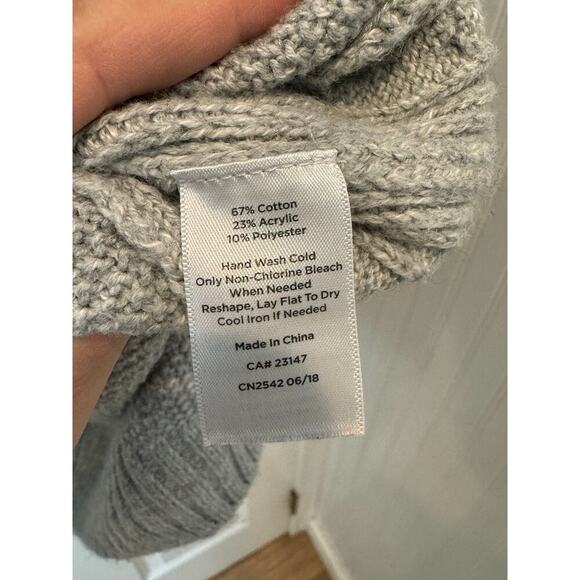 67% Cotton
23% Acrylic
10% Polyester
Hand Wash Cold
Only Non-Chlorine Bleach
When Needed
Reshape, Lay Flat To Dry
Cool Iron If Needed
Made In China
CA# 23147
CN2542 06/18